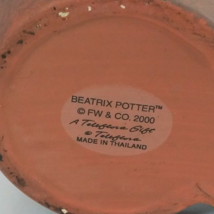 BEATRIX POTTER™
© FW & CO. 2000
A Teleflora Gift
© Teleflora
MADE IN THAILAND